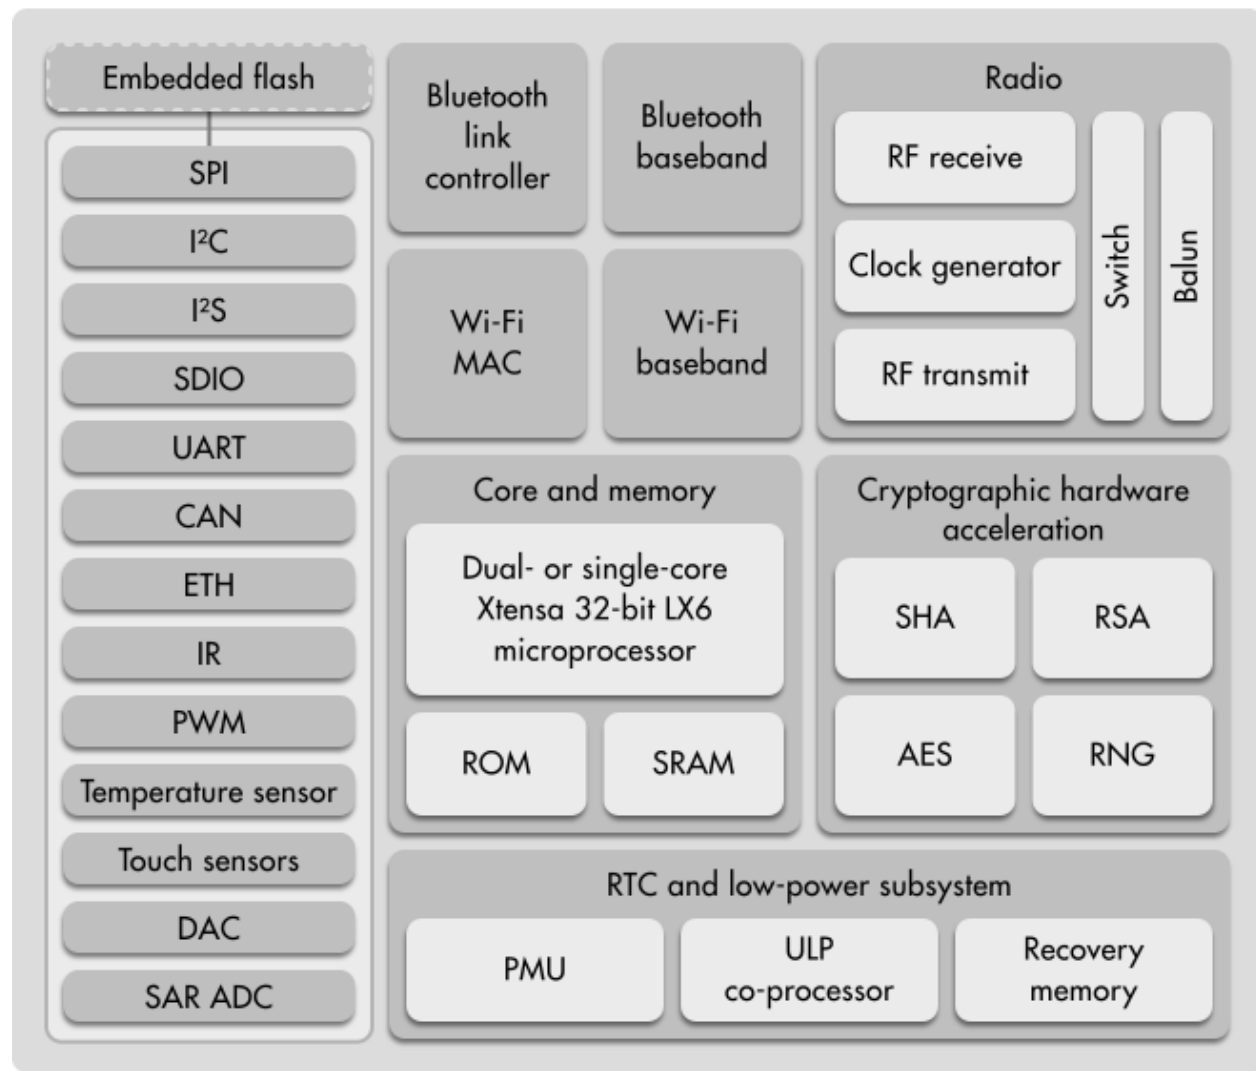 Embedded flash
SPI
I²C
I²S
SDIO
UART
CAN
ETH
IR
PWM
Temperature sensor
Touch sensors
DAC
SAR ADC
Bluetooth
link
controller
Bluetooth
baseband
Wi-Fi
MAC
Wi-Fi
baseband
Radio
RF receive
Clock generator
RF transmit
Switch
Balun
Core and memory
Dual- or single-core
Xtensa 32-bit LX6
microprocessor
ROM
SRAM
Cryptographic hardware
acceleration
SHA
RSA
AES
RNG
RTC and low-power subsystem
PMU
ULP
co-processor
Recovery
memory